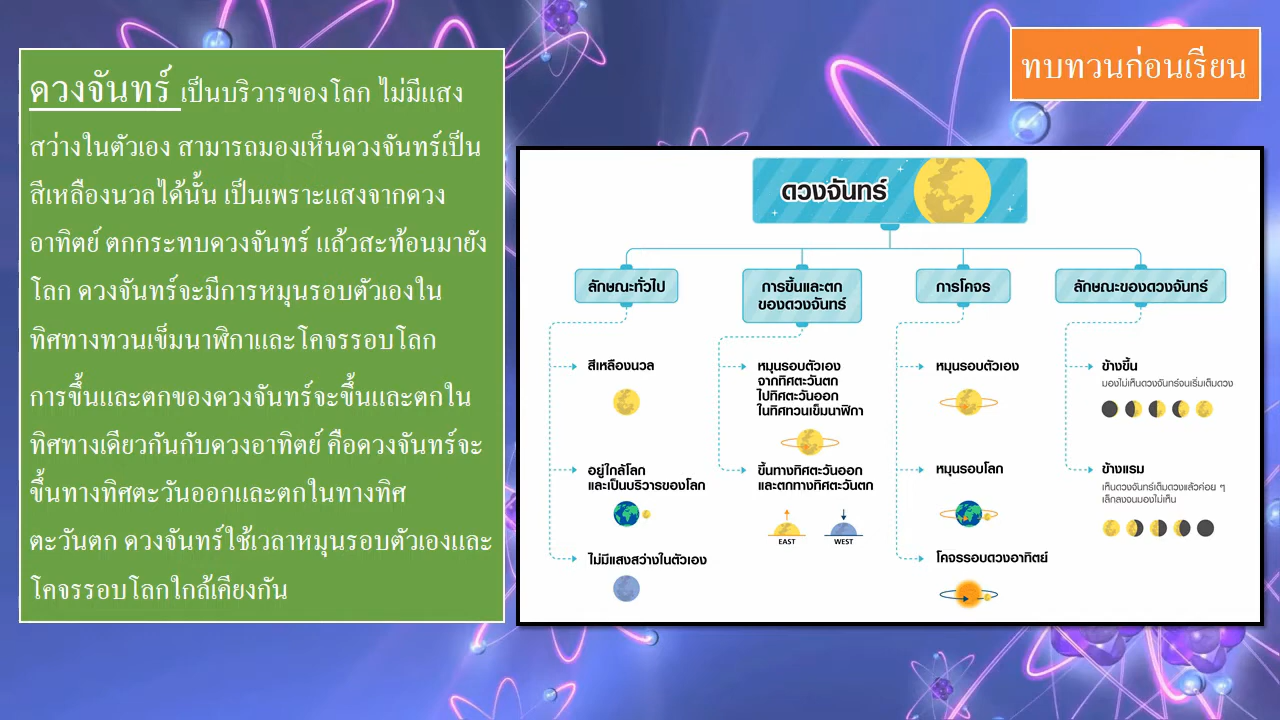 ทบทวนก่อนเรียน
ดวงจันทร์ เป็นบริวารของโลก ไม่มีแสง
สว่างในตัวเอง สามารถมองเห็นดวงจันทร์เป็น
สีเหลืองนวลได้นั้น เป็นเพราะแสงจากดวง
อาทิตย์ ตกกระทบดวงจันทร์ แล้วสะท้อนมายัง
โลก ดวงจันทร์จะมีการหมุนรอบตัวเองใน
ทิศทางทวนเข็มนาฬิกาและโคจรรอบโลก
การขึ้นและตกของดวงจันทร์จะขึ้นและตกใน
ทิศทางเดียวกันกับดวงอาทิตย์ คือดวงจันทร์จะ
ขึ้นทางทิศตะวันออกและตกในทางทิศ
ตะวันตก ดวงจันทร์ใช้เวลาหมุนรอบตัวเองและ
โคจรรอบโลกใกล้เคียงกัน
ดวงจันทร์
ลักษณะทั่วไป
สีเหลืองนวล
อยู่ใกล้โลก
และเป็นบริวารของโลก
ไม่มีแสงสว่างในตัวเอง
การขึ้นและตก
ของดวงจันทร์
หมุนรอบตัวเอง
จากทิศตะวันตก
ไปทิศตะวันออก
ในทิศทวนเข็มนาฬิกา
ขึ้นทางทิศตะวันออก
และตกทางทิศตะวันตก
EAST
WEST
การโคจร
หมุนรอบตัวเอง
หมุนรอบโลก
โคจรรอบดวงอาทิตย์
ลักษณะของดวงจันทร์
ข้างขึ้น
มองไม่เห็นดวงจันทร์จนเริ่มเต็มดวง
ข้างแรม
เห็นดวงจันทร์เต็มดวงแล้วค่อย ๆ
เล็กลงจนมองไม่เห็น